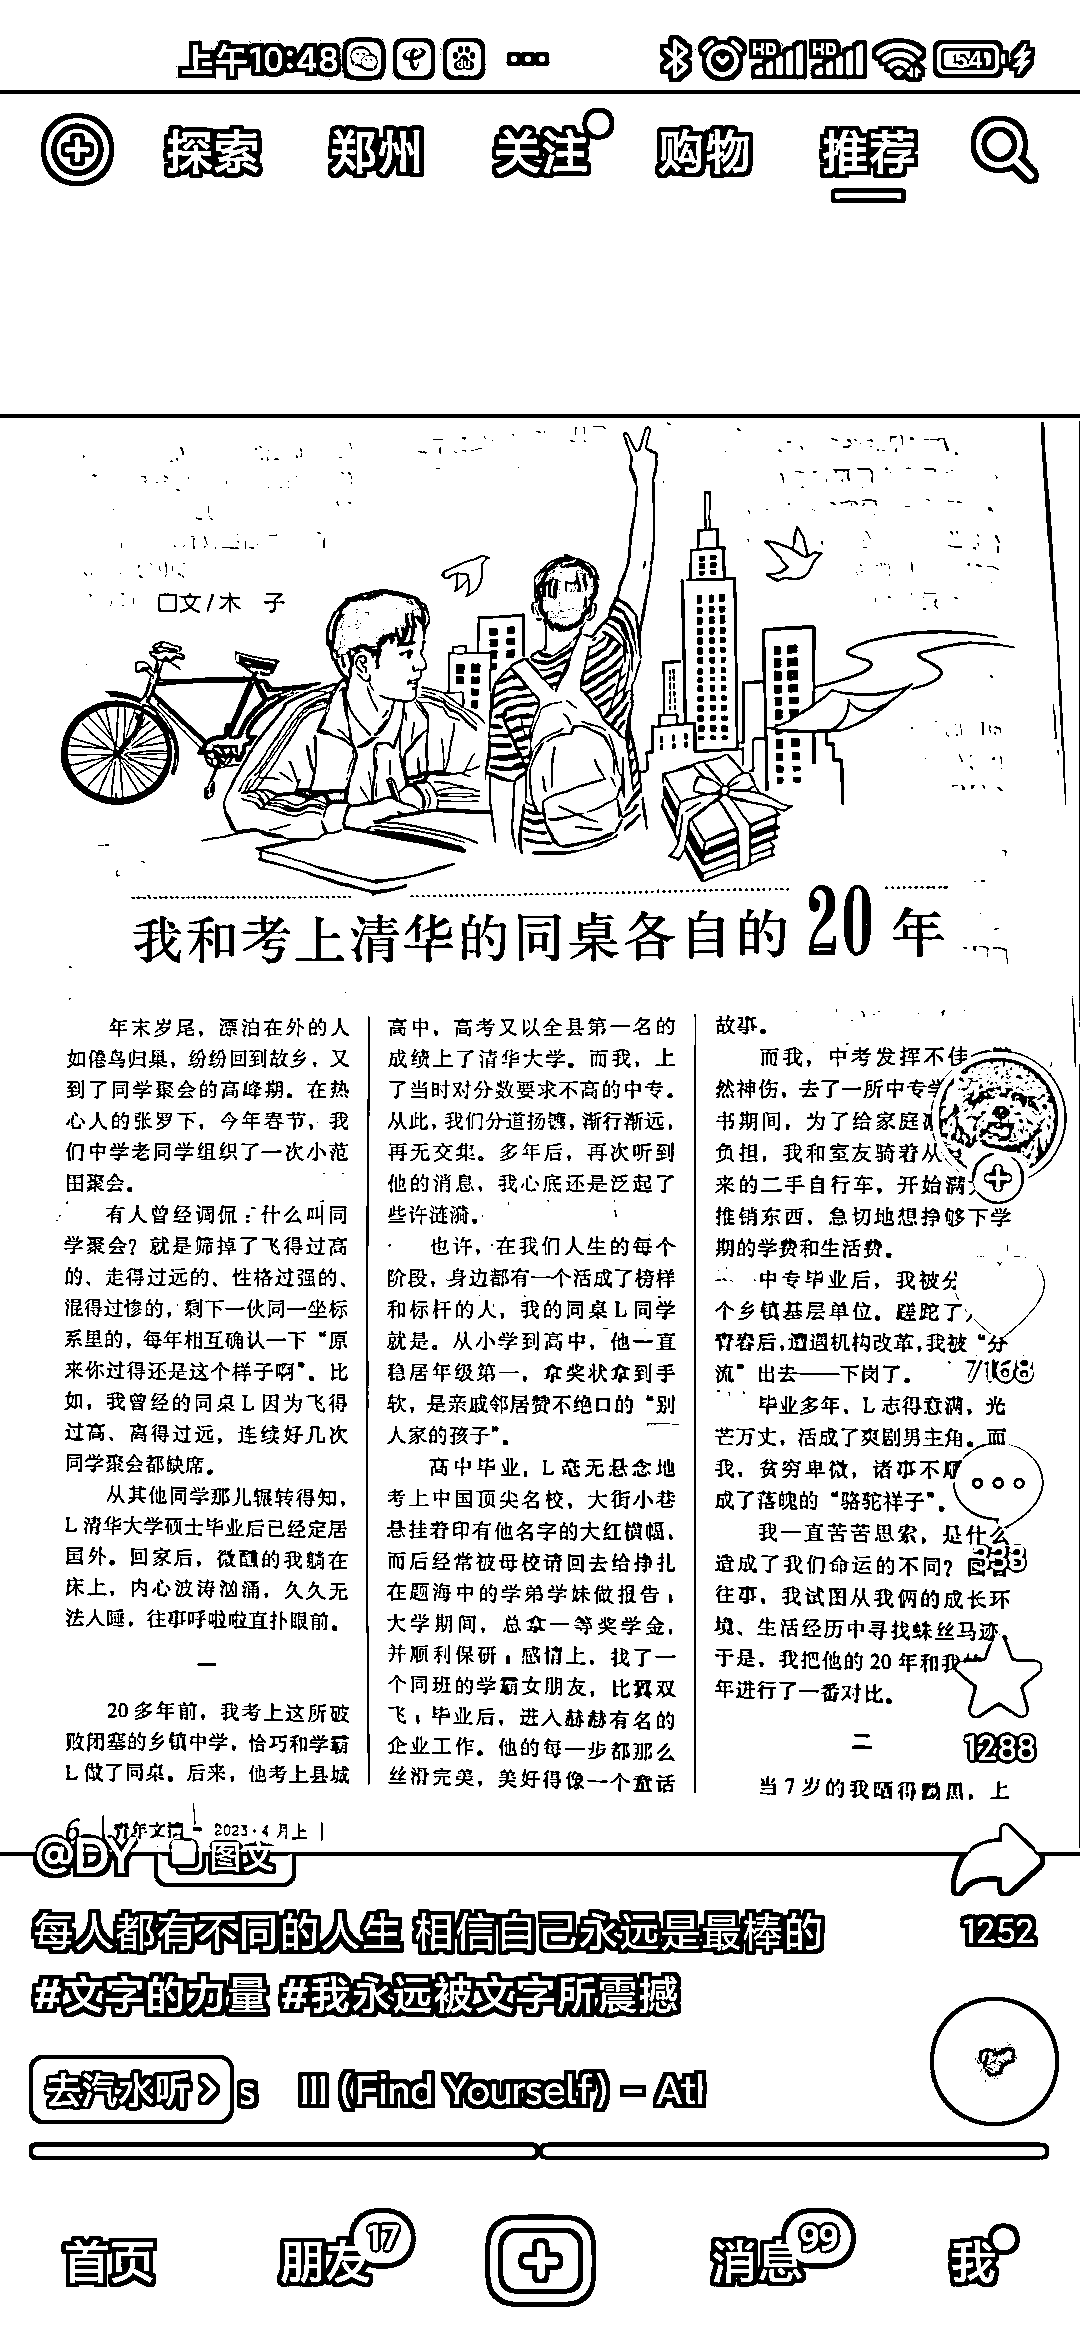 上午10:48
HD HD 54
探索 郑州 关注 购物 推荐
口文/木 子
我和考上清华的同桌各自的20年
年末岁尾，漂泊在外的人
如倦鸟归巢，纷纷回到故乡，又
到了同学聚会的高峰期。在热
心人的张罗下，今年春节，我
们中学老同学组织了一次小范
围聚会。
有人曾经调侃：什么叫同
学聚会？就是筛掉了飞得过高
的、走得过远的、性格过强的、
混得过惨的，剩下一伙同一坐标
系里的，每年相互确认一下“原
来你过得还是这个样子啊”。比
如，我曾经的同桌L因为飞得
过高、离得过远，连续好几次
同学聚会都缺席。
从其他同学那儿辗转得知，
L清华大学硕士毕业后已经定居
国外。回家后，微醺的我躺在
床上，内心波涛汹涌，久久无
法入睡，往事呼啦啦直扑眼前。
一
20多年前，我考上这所破
败闭塞的乡镇中学，恰巧和学霸
L做了同桌。后来，他考上县城
高中，高考又以全县第一名的
成绩上了清华大学。而我，上
了当时对分数要求不高的中专。
从此，我们分道扬镳，渐行渐远，
再无交集。多年后，再次听到
他的消息，我心底还是泛起了
些许涟漪。
也许，在我们人生的每个
阶段，身边都有一个活成了榜样
和标杆的人，我的同桌L同学
就是。从小学到高中，他一直
稳居年级第一，拿奖状拿到手
软，是亲戚邻居赞不绝口的“别
人家的孩子”。
高中毕业，L毫无悬念地
考上中国顶尖名校，大街小巷
悬挂着印有他名字的大红横幅，
而后经常被母校请回去给挣扎
在题海中的学弟学妹做报告；
大学期间，总拿一等奖学金，
并顺利保研；感情上，找了一
个同班的学霸女朋友，比翼双
飞；毕业后，进入赫赫有名的
企业工作。他的每一步都那么
丝滑完美，美好得像一个童话
故事。
而我，中考发挥不佳，
然神伤，去了一所中专学
书期间，为了给家庭
负担，我和室友骑着从
来的二手自行车，开始满
推销东西，急切地想挣够下学
期的学费和生活费。
中专毕业后，我被分
个乡镇基层单位。蹉跎了
青春后，遭遇机构改革，我被“分
流”出去——下岗了。
毕业多年，L志得意满，光
芒万丈，活成了爽剧男主角。而
我，贫穷卑微，诸事不顺
成了落魄的“骆驼祥子”。
我一直苦苦思索，是什么
造成了我们命运的不同？
往事，我试图从我俩的成长环
境、生活经历中寻找蛛丝马迹。
于是，我把他的20年和我
年进行了一番对比。
二
当7岁的我晒得黝黑，上
7168
338
1288
1252
6 青年文摘 2023·4月上
@DY 图文
每人都有不同的人生 相信自己永远是最棒的
#文字的力量 #我永远被文字所震撼
去汽水听 s III (Find Yourself) - Atl
首页 朋友 17 消息 99 我